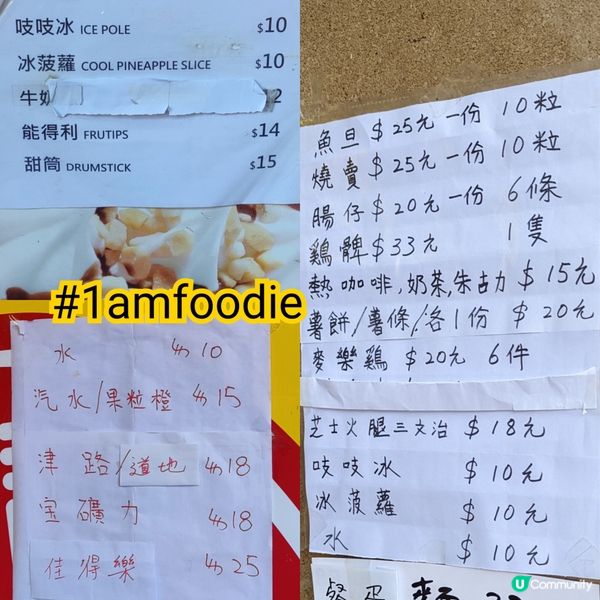 吱吱冰 ICE POLE $10
冰菠蘿 COOL PINEAPPLE SLICE $10
牛 2
能得利 FRUTIPS $14
甜筒 DRUMSTICK $15
#1amfoodie
水 $10
汽水/果粒橙 $15
津路/道地 $18
宝礦力 $18
佳得樂 $25
魚旦 $25元一份 10粒
燒賣 $25元一份 10粒
腸仔 $20元一份 6條
鷄髀 $33元 1隻
熱咖啡,奶茶,朱古力 $15元
薯餅/薯條/各1份 $20元
麥樂鷄 $20元 6件
芝士火腿三文治 $18元
吱吱冰 $10元
冰菠蘿 $10元
水 $10元
餐蛋麵
U Community